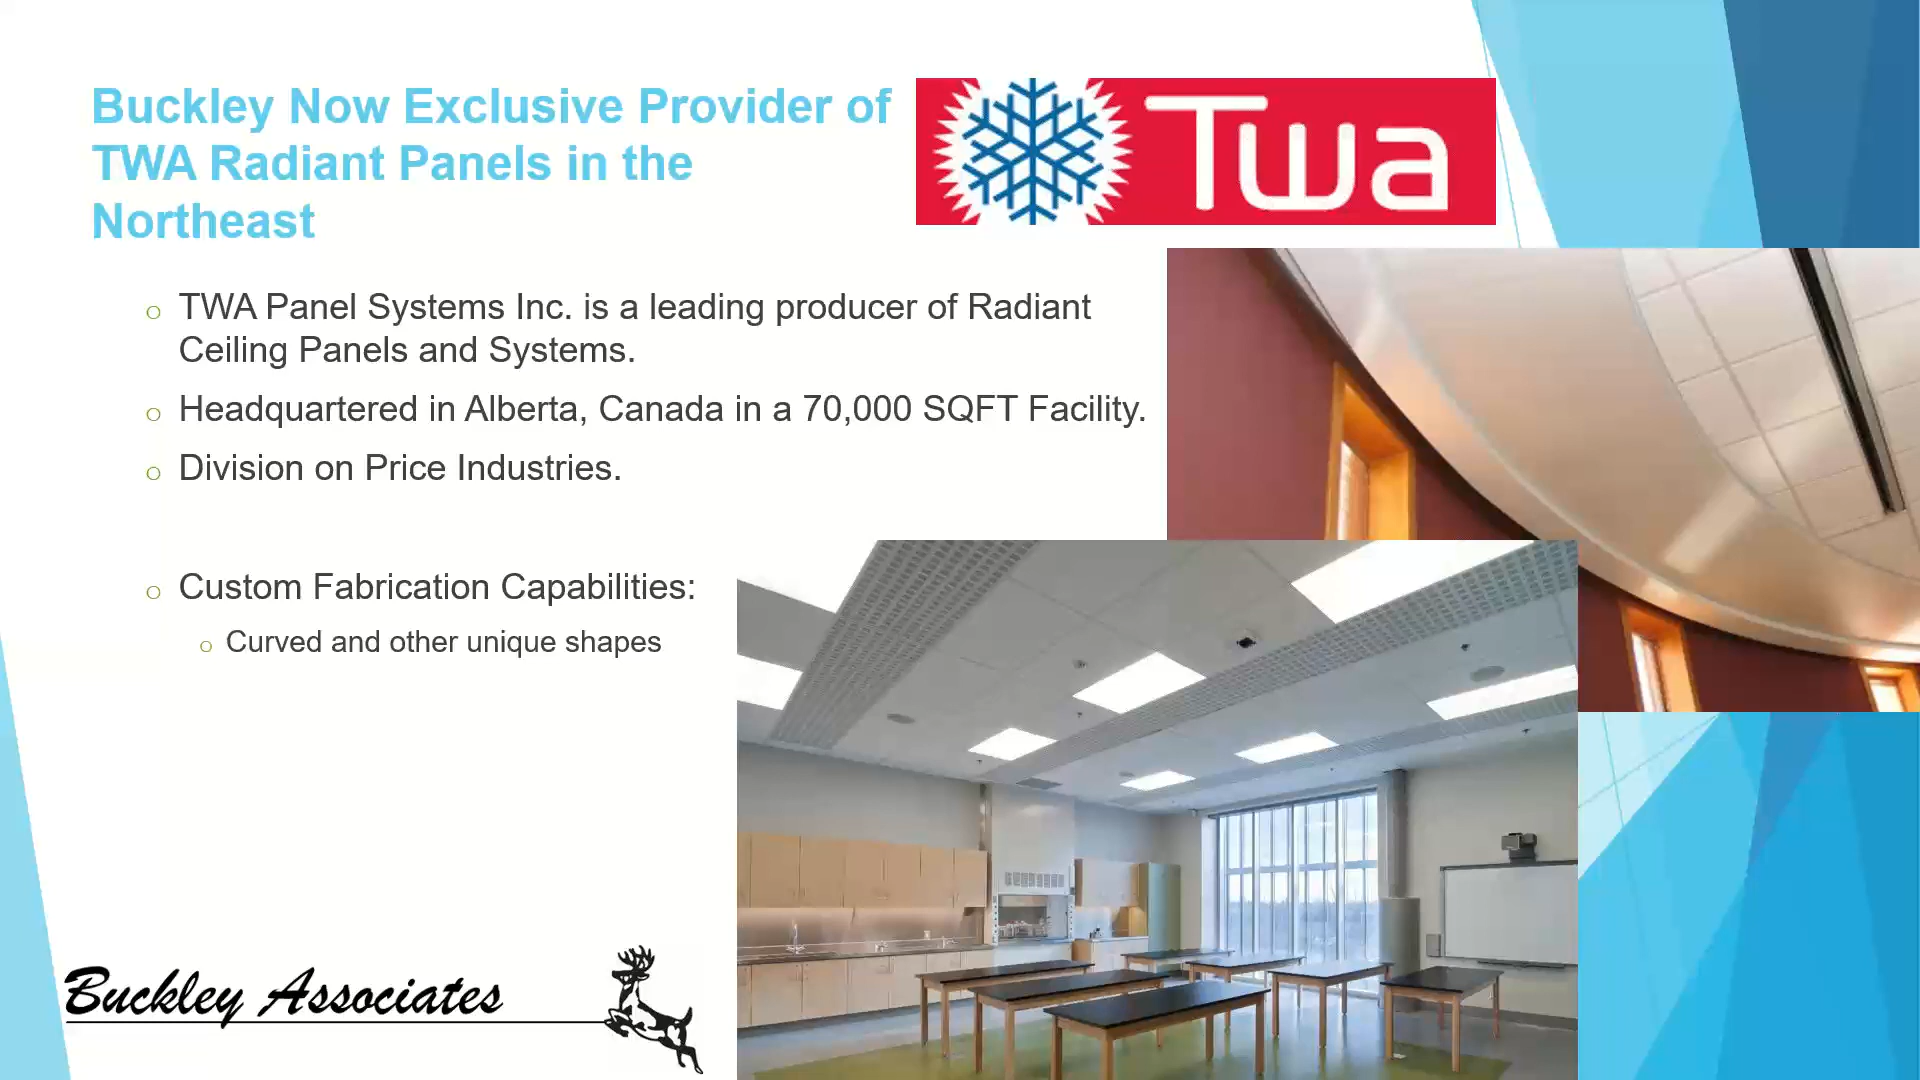 Buckley Now Exclusive Provider of
TWA Radiant Panels in the
Northeast
Twa
TWA Panel Systems Inc. is a leading producer of Radiant
Ceiling Panels and Systems.
Headquartered in Alberta, Canada in a 70,000 SQFT Facility.
Division on Price Industries.
Custom Fabrication Capabilities:
Curved and other unique shapes
Buckley Associates